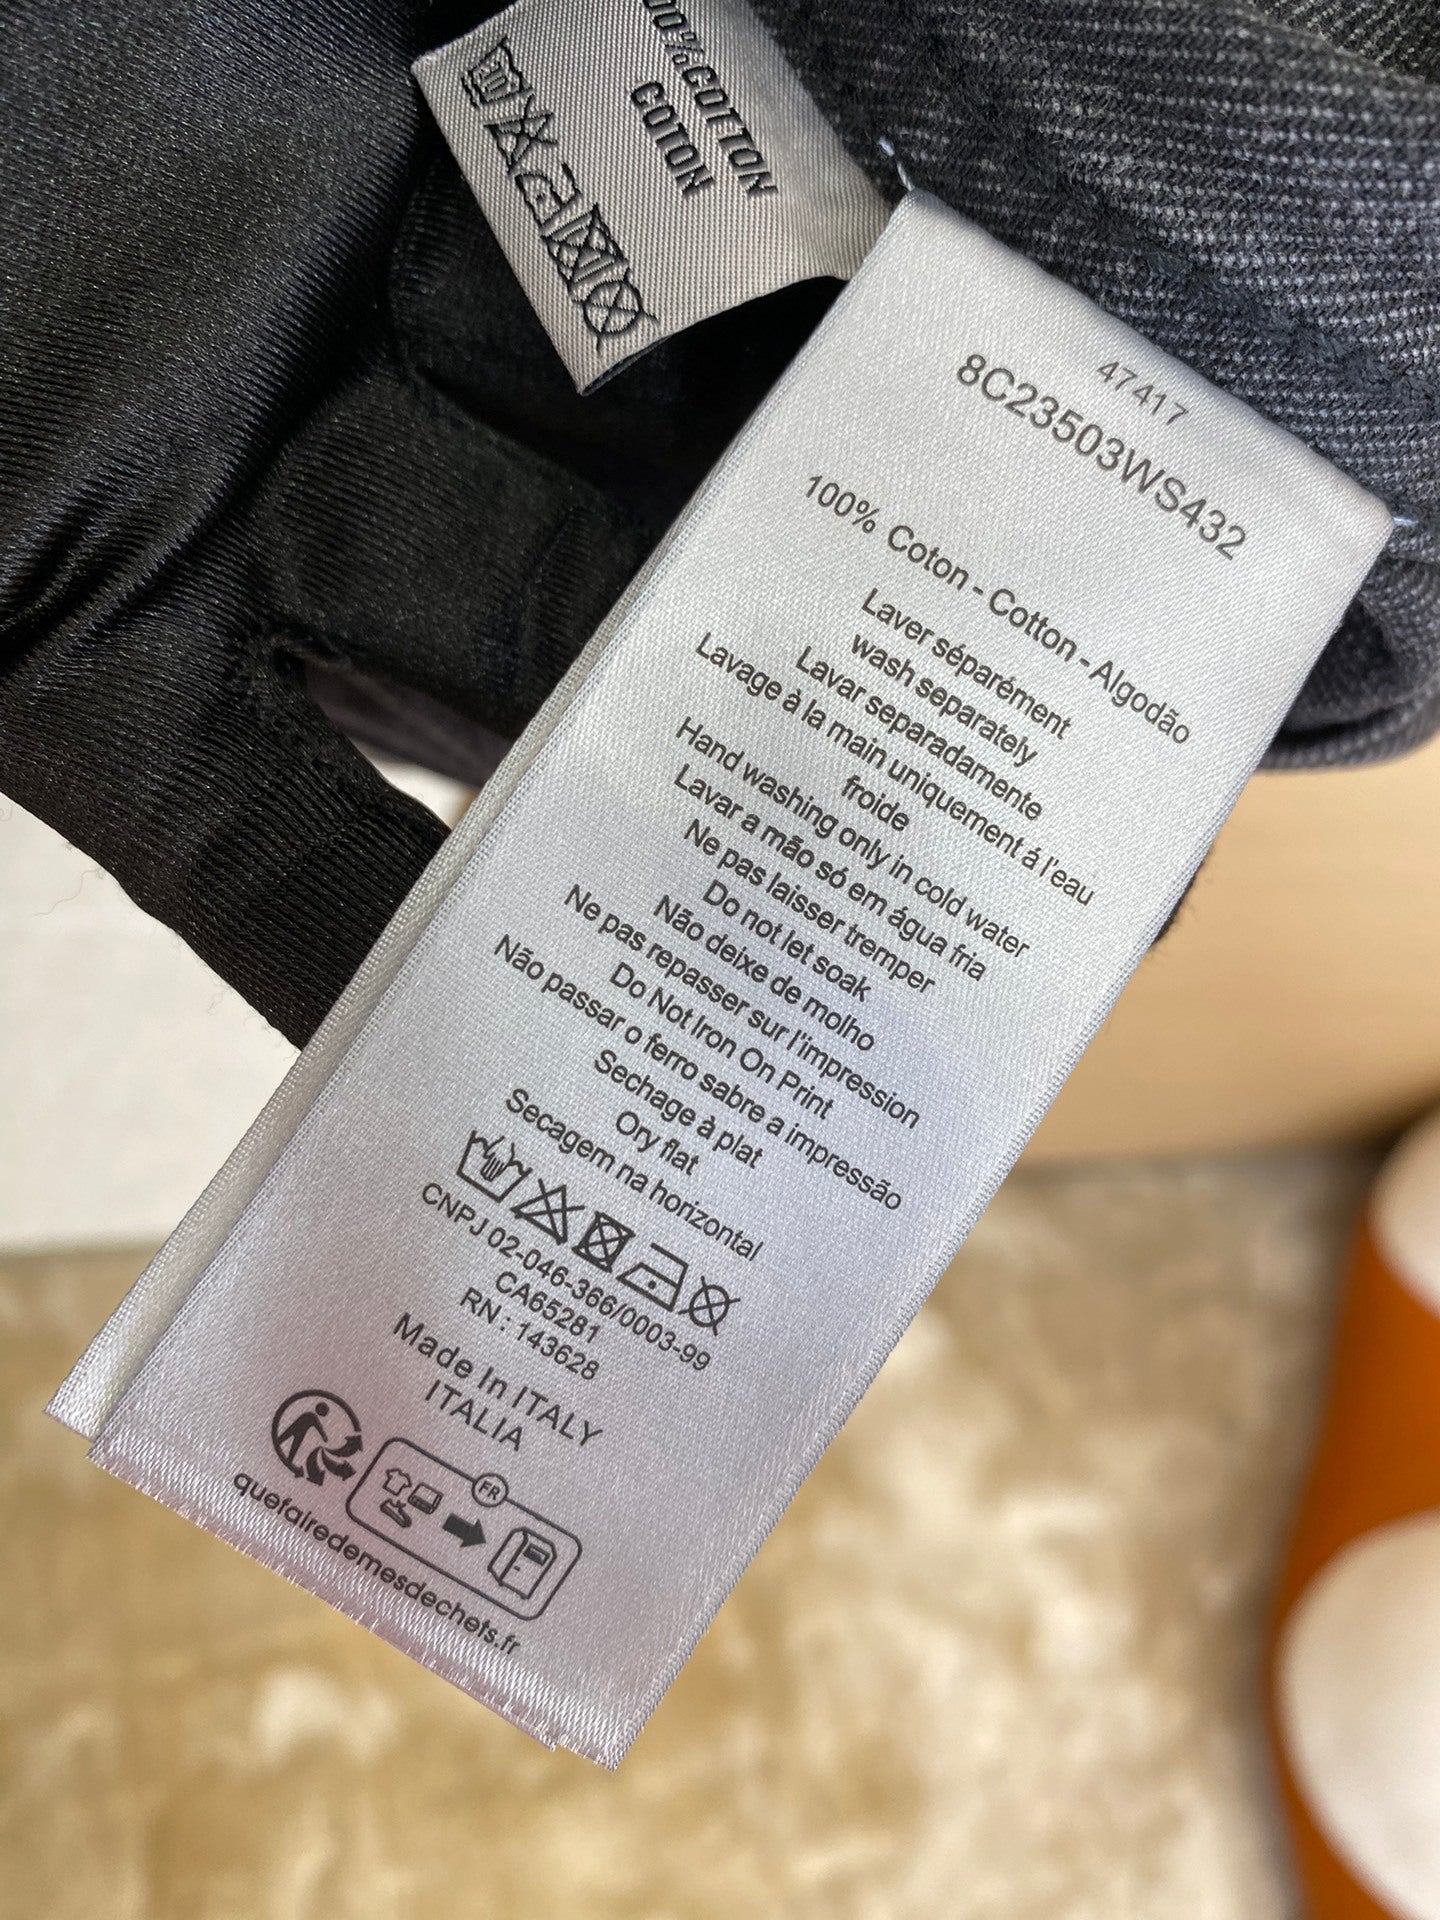 00%COTTON
COTON
47417
8C23503WS432
100% Coton - Cotton - Algodão
Laver séparément
wash separately
Lavar separadamente
Lavage à la main uniquement á l'eau
froide
Hand washing only in cold water
Lavar a mão só em água fria
Ne pas laisser tremper
Do not let soak
Não deixe de molho
Ne pas repasser sur l'impression
Do Not Iron On Print
Não passar o ferro sabre a impressão
Sechage à plat
Ory flat
Secagem na horizontal
CNPJ 02-046-366/0003-99
CA65281
RN : 143628
Made In ITALY
ITALIA
FR
quefairedemesdechets.fr